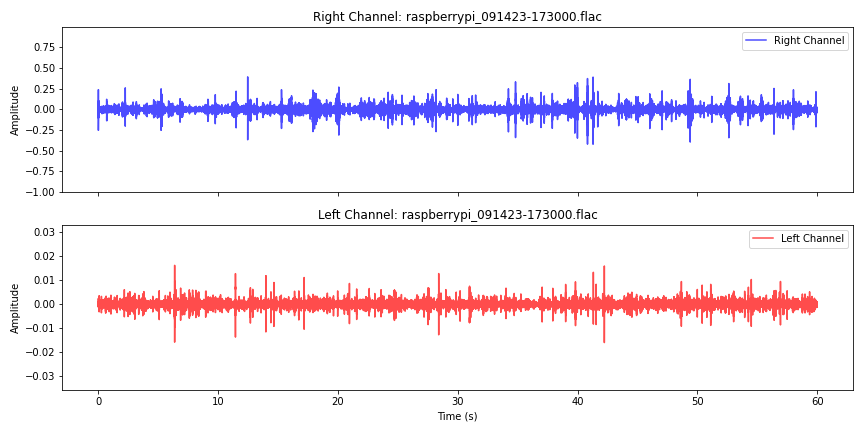 Right Channel: raspberrypi_091423-173000.flac
Right Channel
Amplitude
0.75
0.50
0.25
0.00
−0.25
−0.50
−0.75
−1.00
Left Channel: raspberrypi_091423-173000.flac
Left Channel
Amplitude
0.03
0.02
0.01
0.00
−0.01
−0.02
−0.03
0 10 20 30 40 50 60
Time (s)